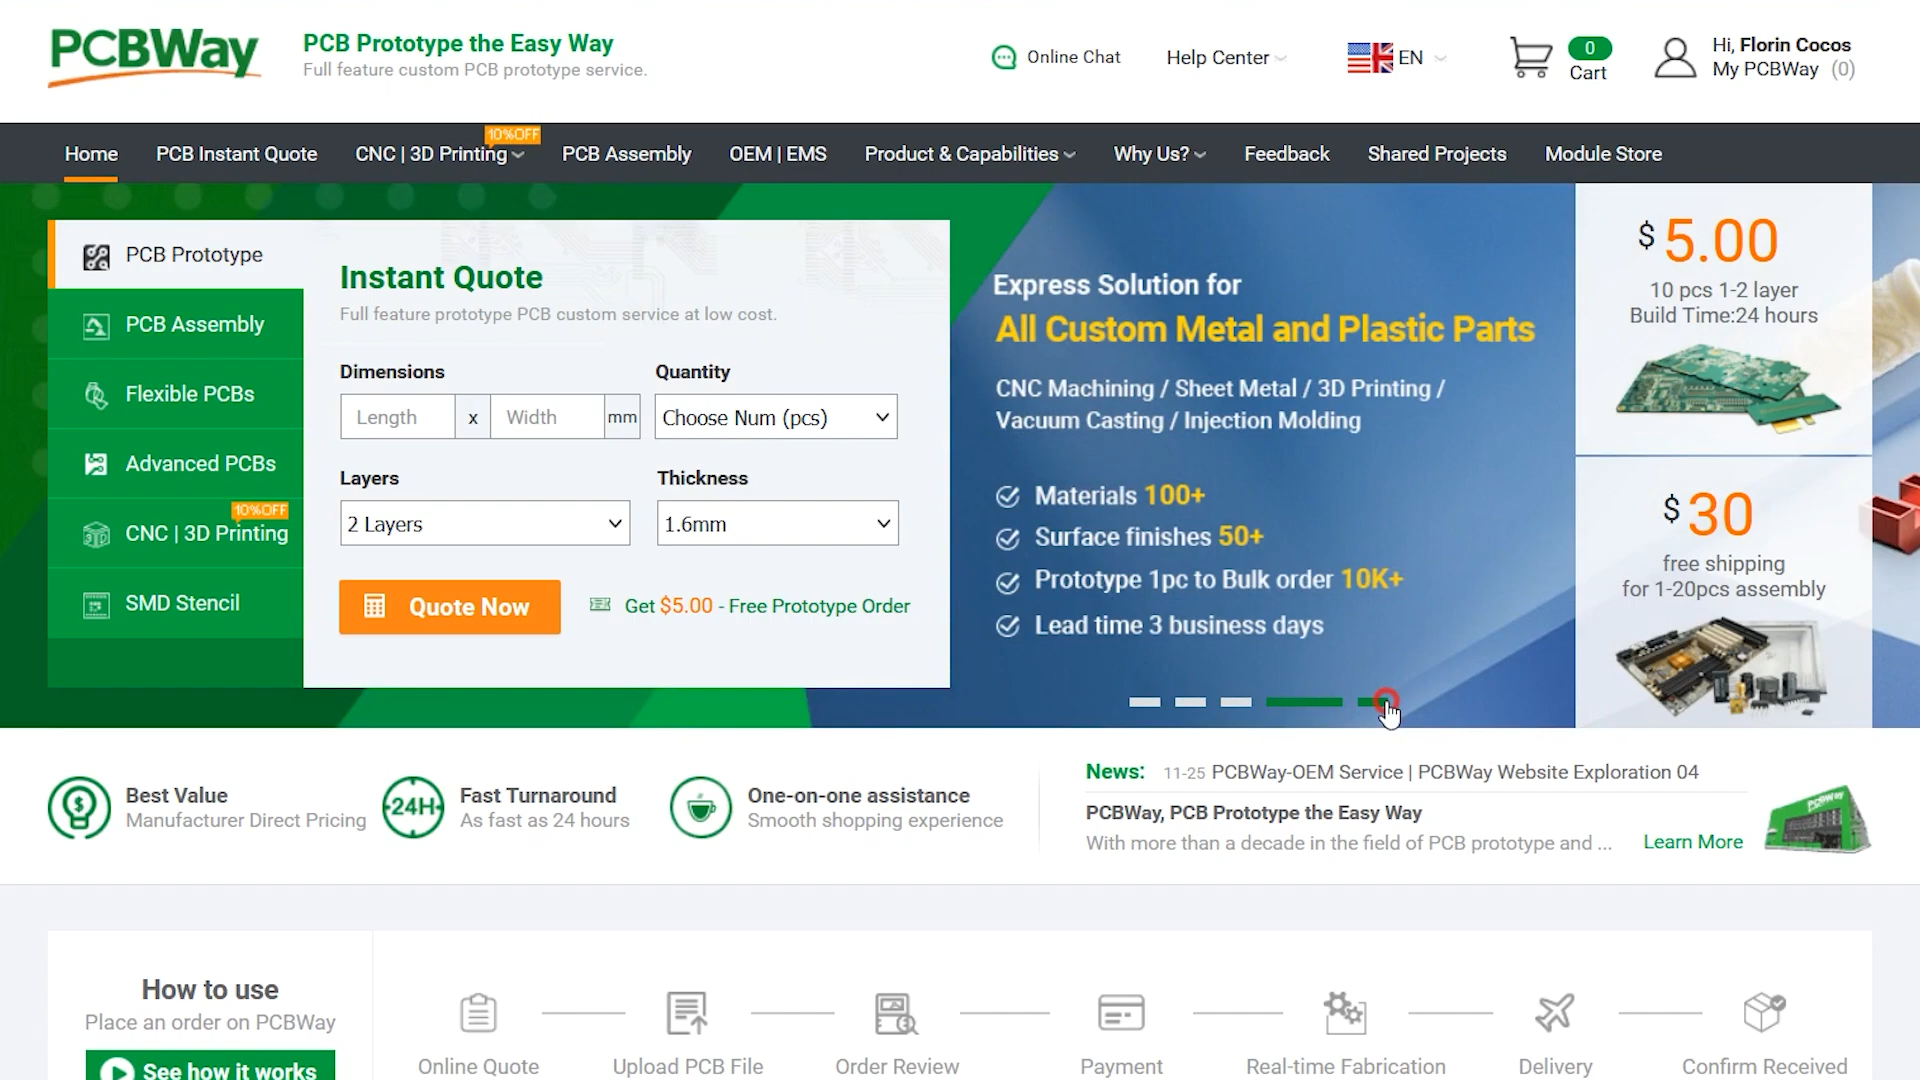 PCBWay
PCB Prototype the Easy Way
Full feature custom PCB prototype service.
Online Chat
Help Center
EN
0
Cart
Hi, Florin Cocos
My PCBWay (0)
10%OFF
Home
PCB Instant Quote
CNC | 3D Printing
PCB Assembly
OEM | EMS
Product & Capabilities
Why Us?
Feedback
Shared Projects
Module Store
PCB Prototype
PCB Assembly
Flexible PCBs
Advanced PCBs
10%OFF
CNC | 3D Printing
SMD Stencil
Instant Quote
Full feature prototype PCB custom service at low cost.
Dimensions
Quantity
Length x Width mm
Choose Num (pcs)
Layers
Thickness
2 Layers
1.6mm
Quote Now
Get $5.00 - Free Prototype Order
Express Solution for
All Custom Metal and Plastic Parts
CNC Machining / Sheet Metal / 3D Printing /
Vacuum Casting / Injection Molding
Materials 100+
Surface finishes 50+
Prototype 1pc to Bulk order 10K+
Lead time 3 business days
$ 5.00
10 pcs 1-2 layer
Build Time:24 hours
$ 30
free shipping
for 1-20pcs assembly
Best Value
Manufacturer Direct Pricing
24H
Fast Turnaround
As fast as 24 hours
One-on-one assistance
Smooth shopping experience
News: 11-25 PCBWay-OEM Service | PCBWay Website Exploration 04
PCBWay, PCB Prototype the Easy Way
With more than a decade in the field of PCB prototype and ...
Learn More
PCBWay
How to use
Place an order on PCBWay
See how it works
Online Quote
Upload PCB File
Order Review
Payment
Real-time Fabrication
Delivery
Confirm Received